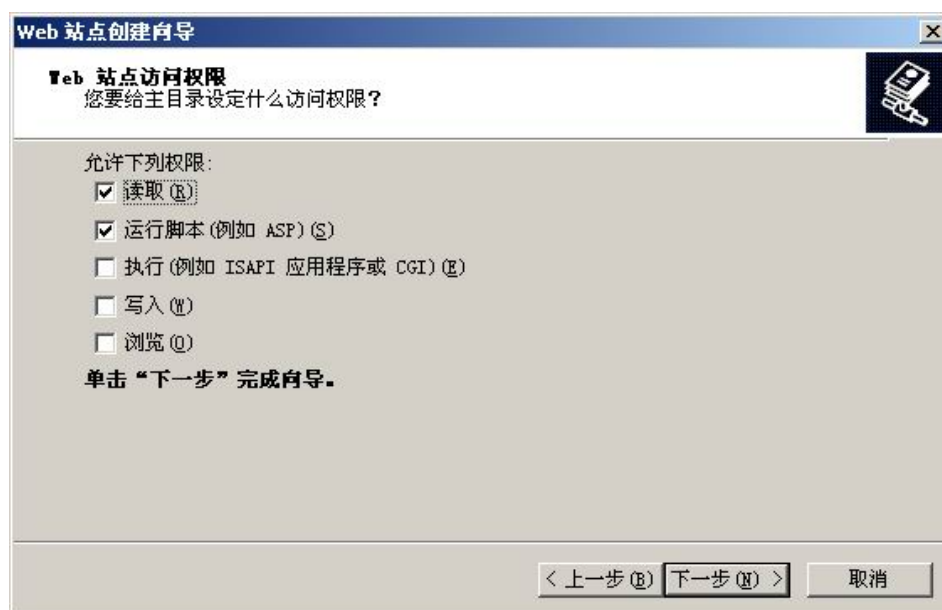 Web 站点创建向导
Web 站点访问权限
您要给主目录设定什么访问权限?
允许下列权限:
读取(R)
运行脚本(例如 ASP)(S)
执行(例如 ISAPI 应用程序或 CGI)(E)
写入(W)
浏览(O)
单击“下一步”完成向导。
< 上一步(B) 下一步(N) > 取消